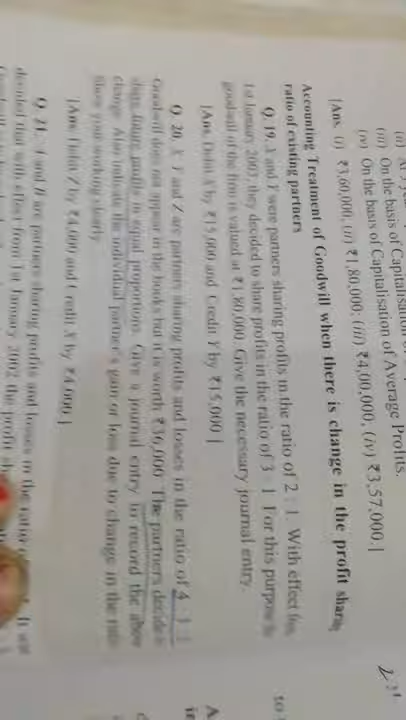 On the basis of Capitalisation
(iv) On the basis of Capitalisation of Average Profits.
[Ans. (i) ₹3,60,000; (ii) ₹1,80,000; (iii) ₹4,00,000, (iv) ₹3,57,000.]
Accounting Treatment of Goodwill when there is change in the profit sharing
ratio of existing partners
Q. 19. X and Y were partners sharing profits in the ratio of 2 : 1. With effect from
1st January 2003, they decided to share profits in the ratio of 3 : 1. For this purpose
goodwill of the firm is valued at ₹1,80,000. Give the necessary journal entry.
[Ans. Debit X by ₹15,000 and Credit Y by ₹15,000]
Q. 20. X, Y and Z are partners sharing profits and losses in the ratio of 4
Goodwill does not appear in the books but it is worth ₹36,000. The partners decide
share future profits in equal proportions. Give a journal entry to record the above
change. Also indicate the individual partner's gain or loss due to change in the ratio
Show your working clearly
[Ans. Debit Z by ₹4,000 and Credit X by ₹4,000]
Q. 21. A and B are partners sharing profits and losses in the ratio
decided that with effect from 1st January, 2002 the profit